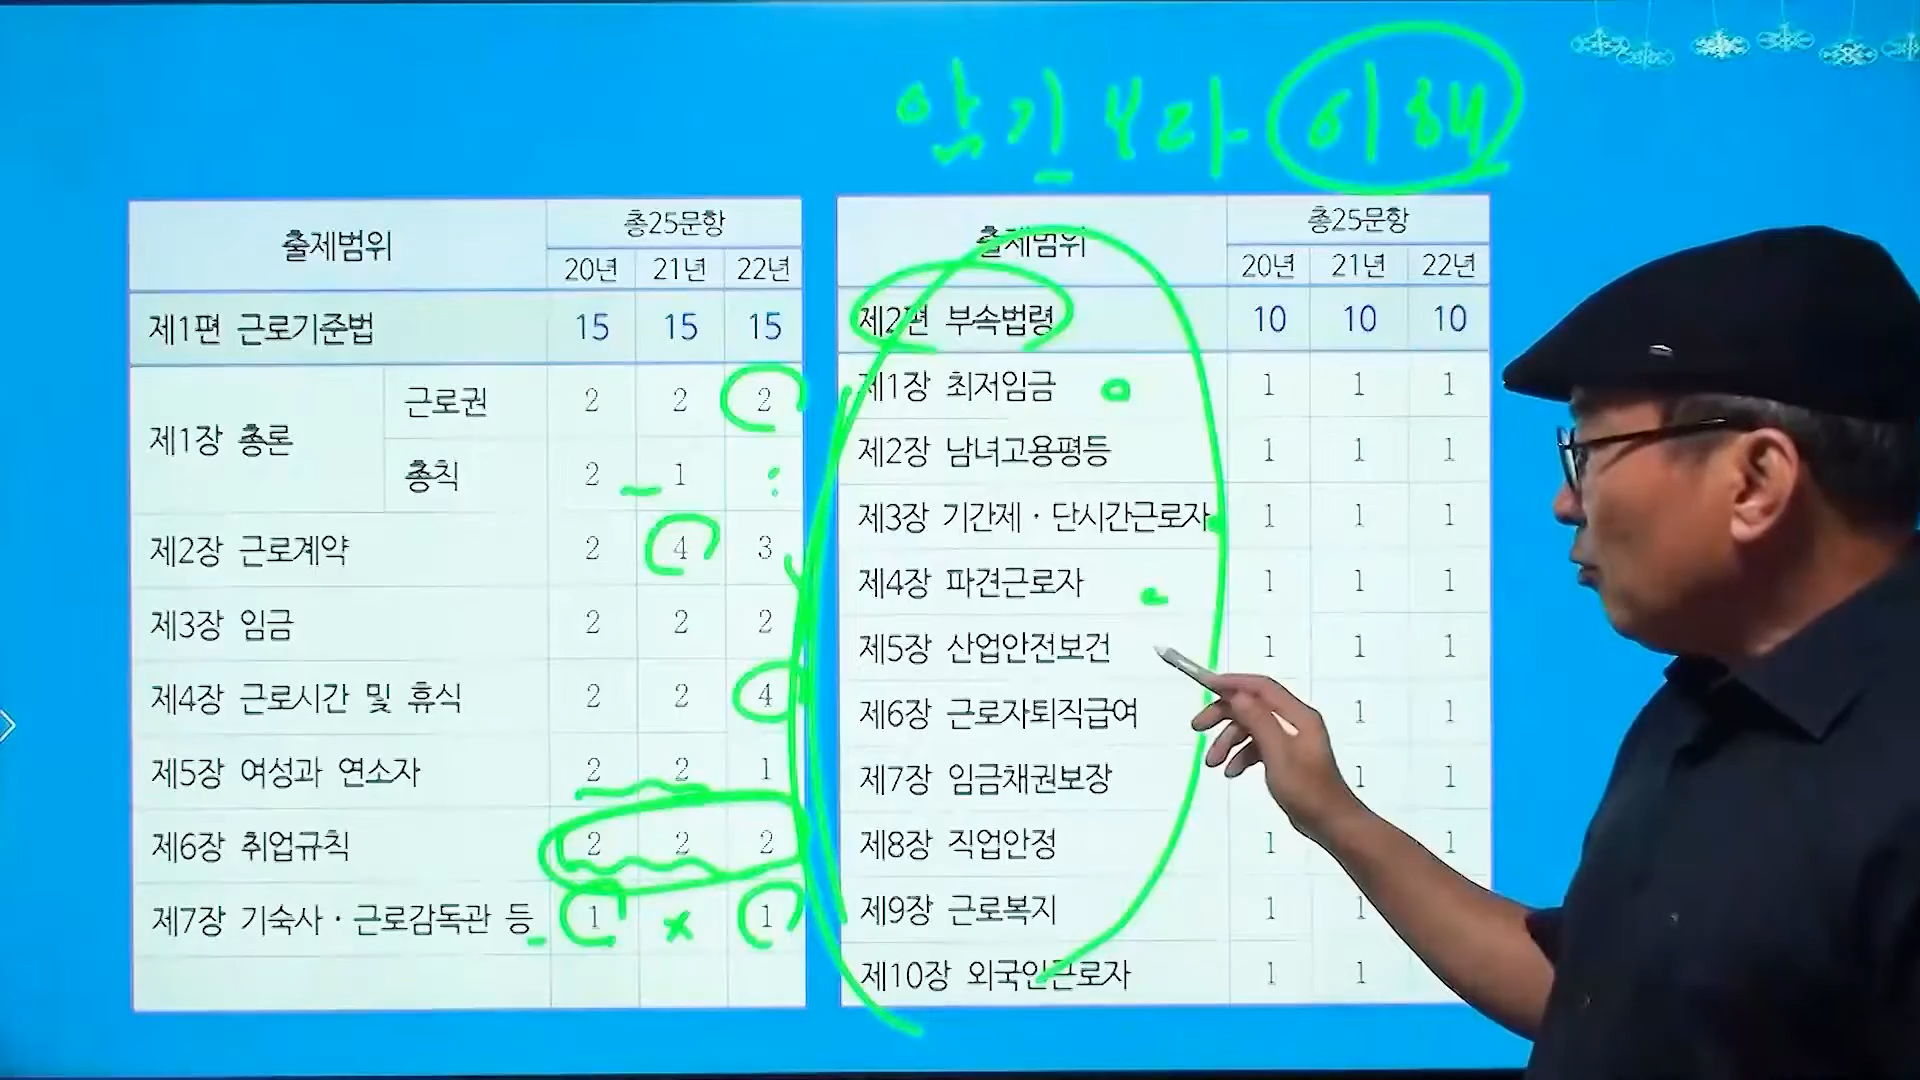 암기보다 이해
출제범위 총25문항
20년 21년 22년
제1편 근로기준법 15 15 15
제1장 총론 근로권 2 2 2
총칙 2 1 :
제2장 근로계약 2 4 3
제3장 임금 2 2 2
제4장 근로시간 및 휴식 2 2 4
제5장 여성과 연소자 2 2 1
제6장 취업규칙 2 2 2
제7장 기숙사·근로감독관 등 1 × 1
출제범위 총25문항
20년 21년 22년
제2편 부속법령 10 10 10
제1장 최저임금 1 1 1
제2장 남녀고용평등 1 1 1
제3장 기간제·단시간근로자 1 1 1
제4장 파견근로자 1 1 1
제5장 산업안전보건 1 1 1
제6장 근로자퇴직급여 1 1
제7장 임금채권보장 1 1
제8장 직업안정 1 1
제9장 근로복지 1 1
제10장 외국인근로자 1 1